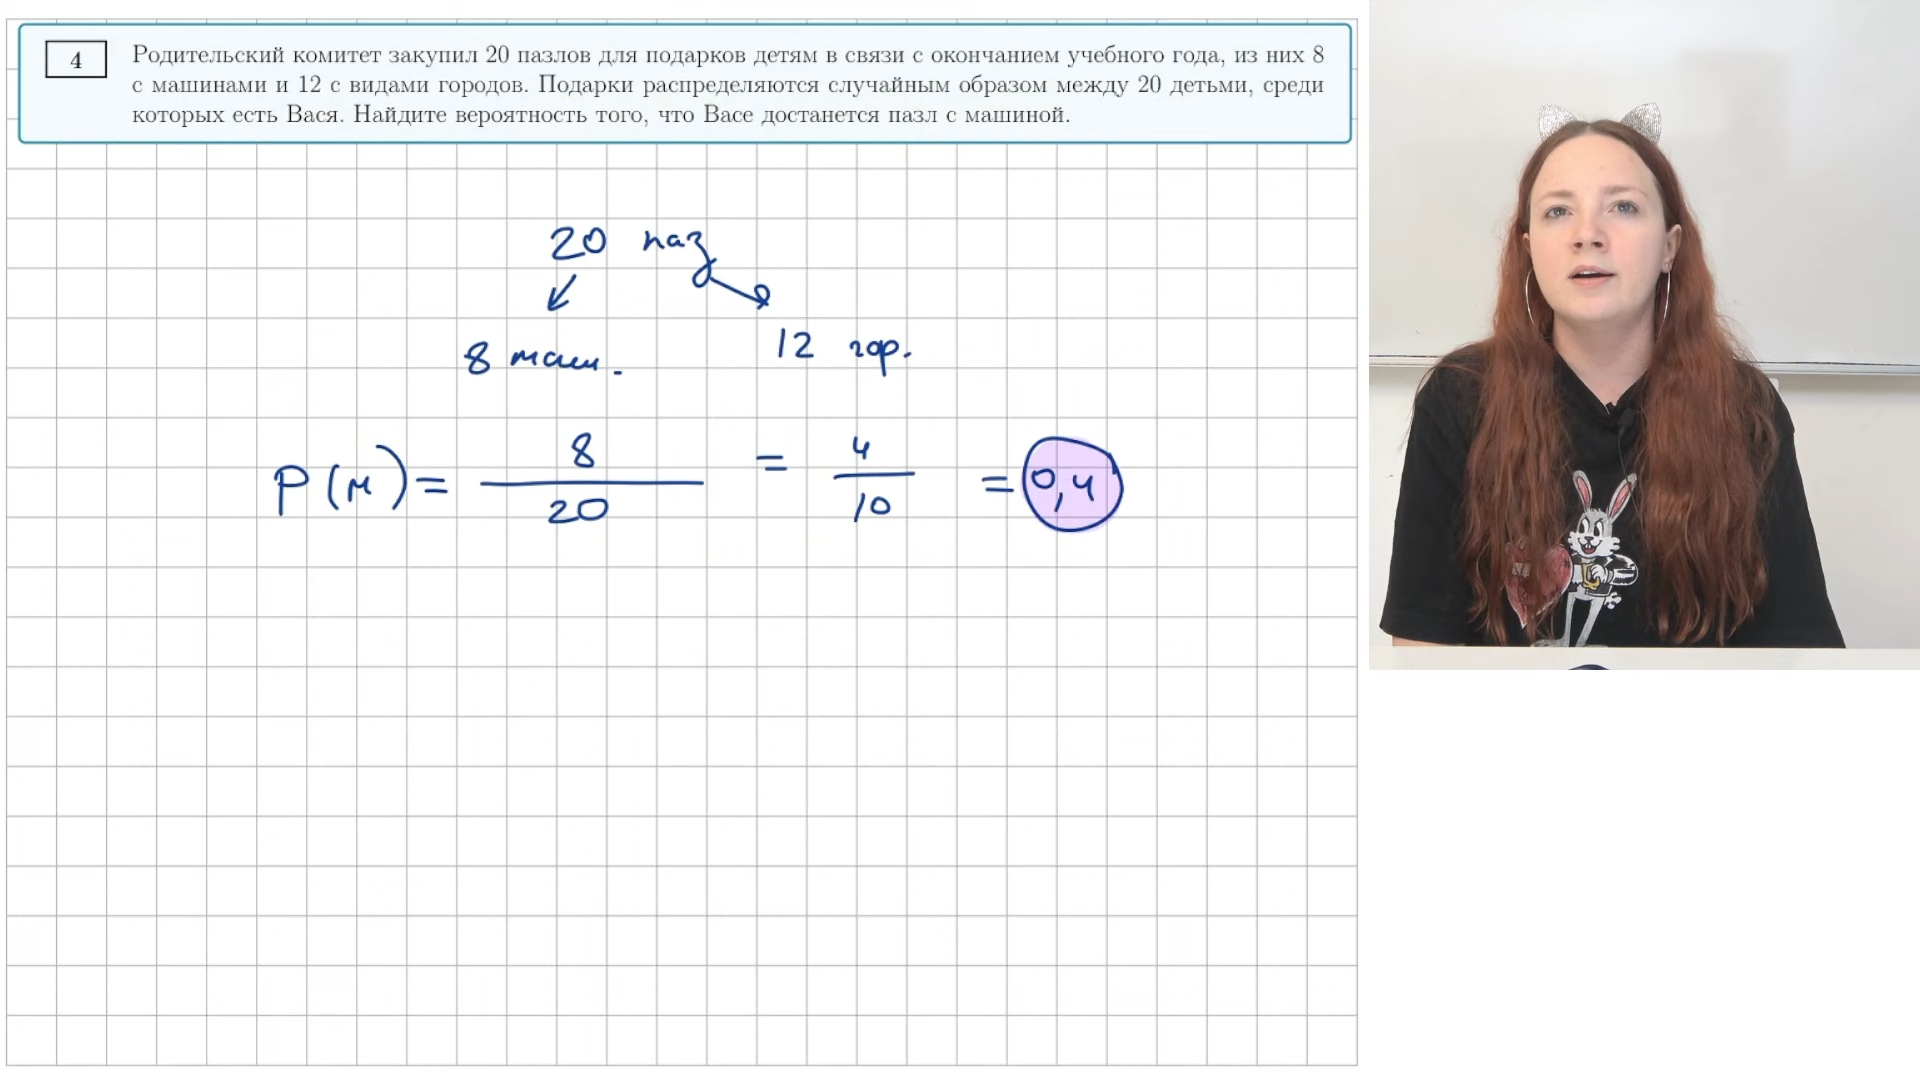 4
Родительский комитет закупил 20 пазлов для подарков детям в связи с окончанием учебного года, из них 8
с машинами и 12 с видами городов. Подарки распределяются случайным образом между 20 детьми, среди
которых есть Вася. Найдите вероятность того, что Васе достанется пазл с машиной.
20 паз
8 маш.
12 гор.
P(м) = 8/20 = 4/10 = 0,4